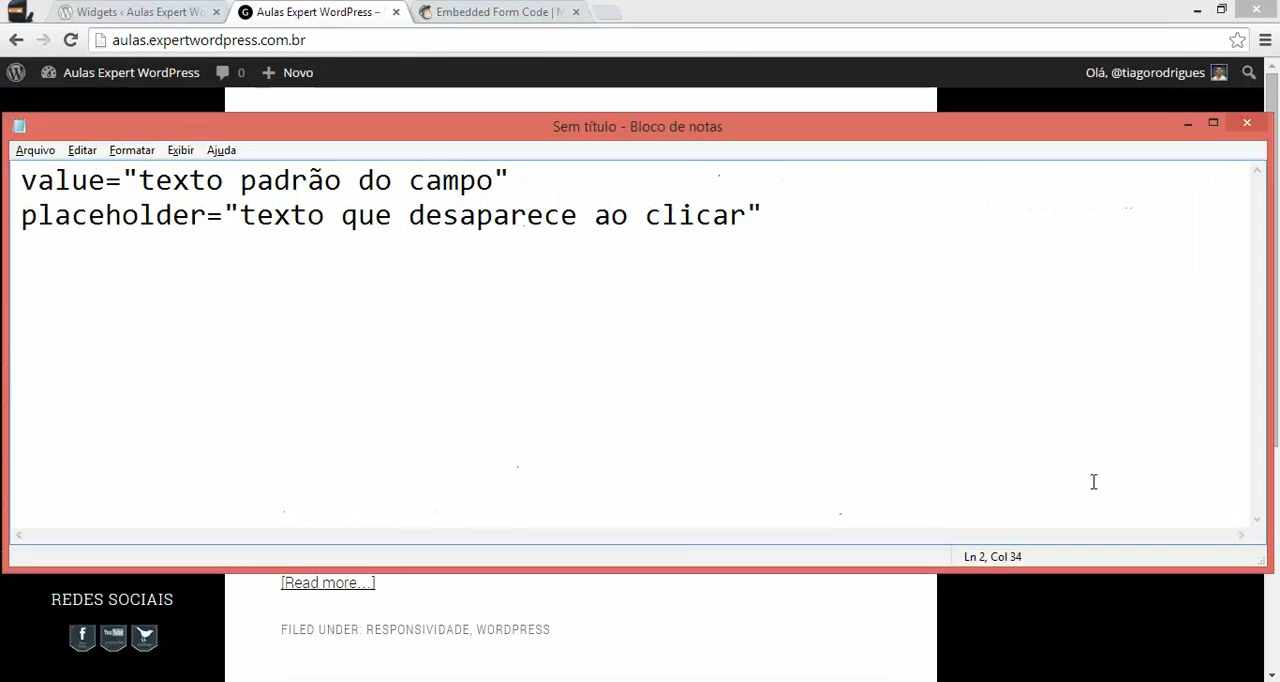 Widgets ‹ Aulas Expert Wo
Aulas Expert WordPress –
Embedded Form Code | M
aulas.expertwordpress.com.br
Aulas Expert WordPress
0
Novo
Olá, @tiagorodrigues
Sem título - Bloco de notas
Arquivo Editar Formatar Exibir Ajuda
value="texto padrão do campo"
placeholder="texto que desaparece ao clicar"
Ln 2, Col 34
[Read more…]
REDES SOCIAIS
FILED UNDER: RESPONSIVIDADE, WORDPRESS